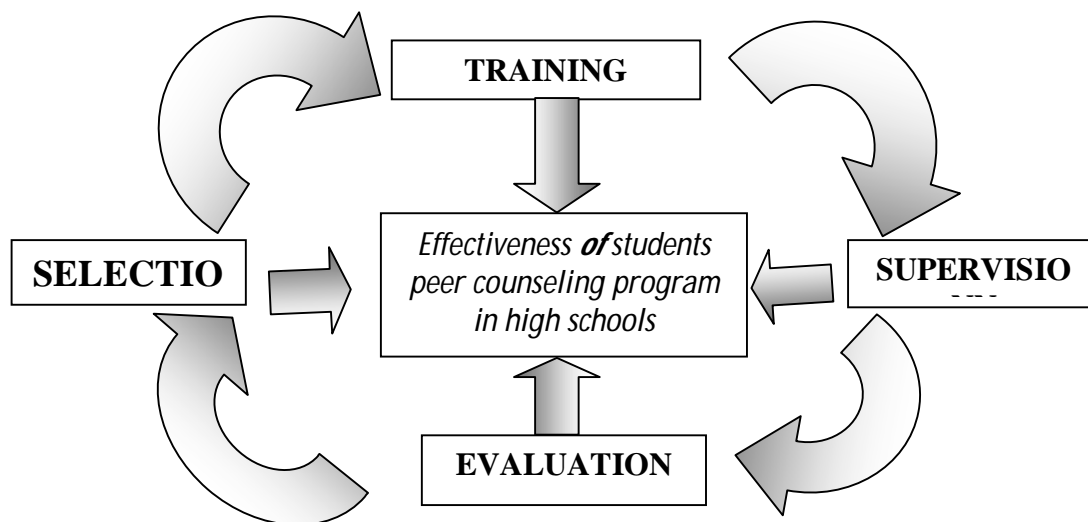 TRAINING
Effectiveness of students
peer counseling program
in high schools
SELECTIO
SUPERVISIO
EVALUATION